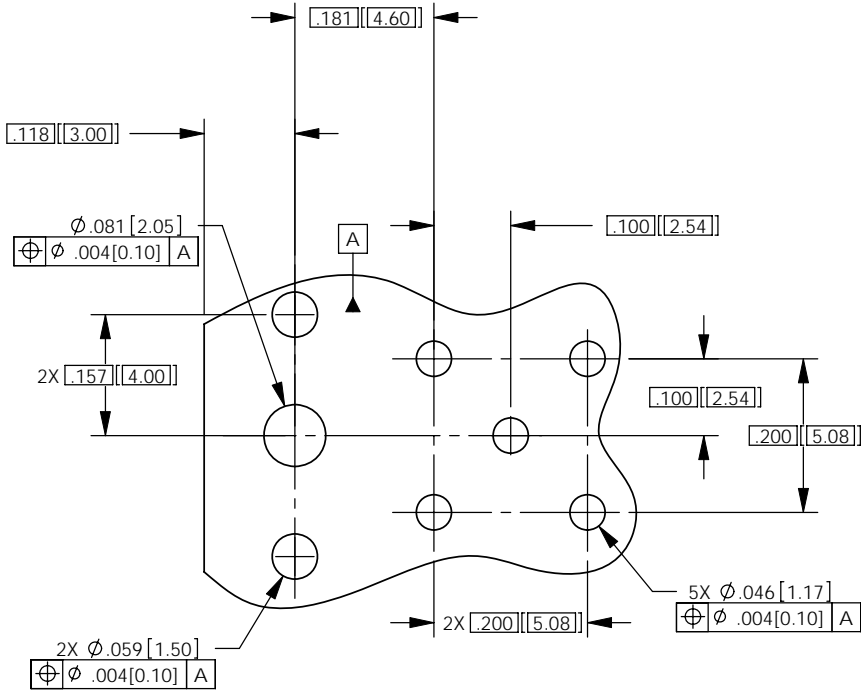 .181[4.60]
.118[3.00]
⌀.081[2.05]
⌖ ⌀ .004[0.10] A
A
.100[2.54]
2X .157[4.00]
.100[2.54]
.200[5.08]
5X ⌀.046[1.17]
⌖ ⌀ .004[0.10] A
2X .200[5.08]
2X ⌀.059[1.50]
⌖ ⌀ .004[0.10] A